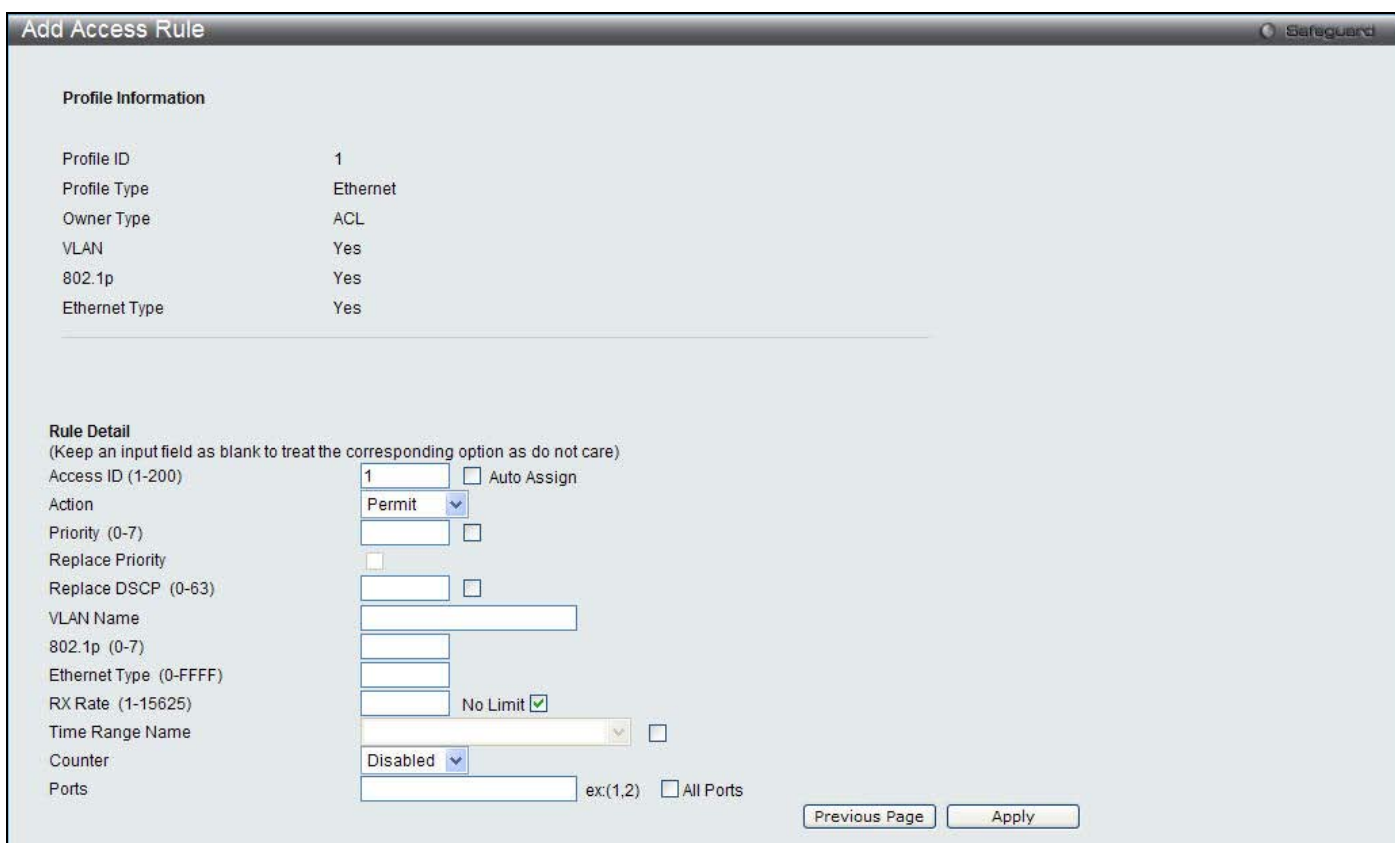 Add Access Rule Safeguard
Profile Information
Profile ID 1
Profile Type Ethernet
Owner Type ACL
VLAN Yes
802.1p Yes
Ethernet Type Yes
Rule Detail
(Keep an input field as blank to treat the corresponding option as do not care)
Access ID (1-200) 1 Auto Assign
Action Permit
Priority (0-7)
Replace Priority
Replace DSCP (0-63)
VLAN Name
802.1p (0-7)
Ethernet Type (0-FFFF)
RX Rate (1-15625) No Limit
Time Range Name
Counter Disabled
Ports ex:(1,2) All Ports
Previous Page Apply